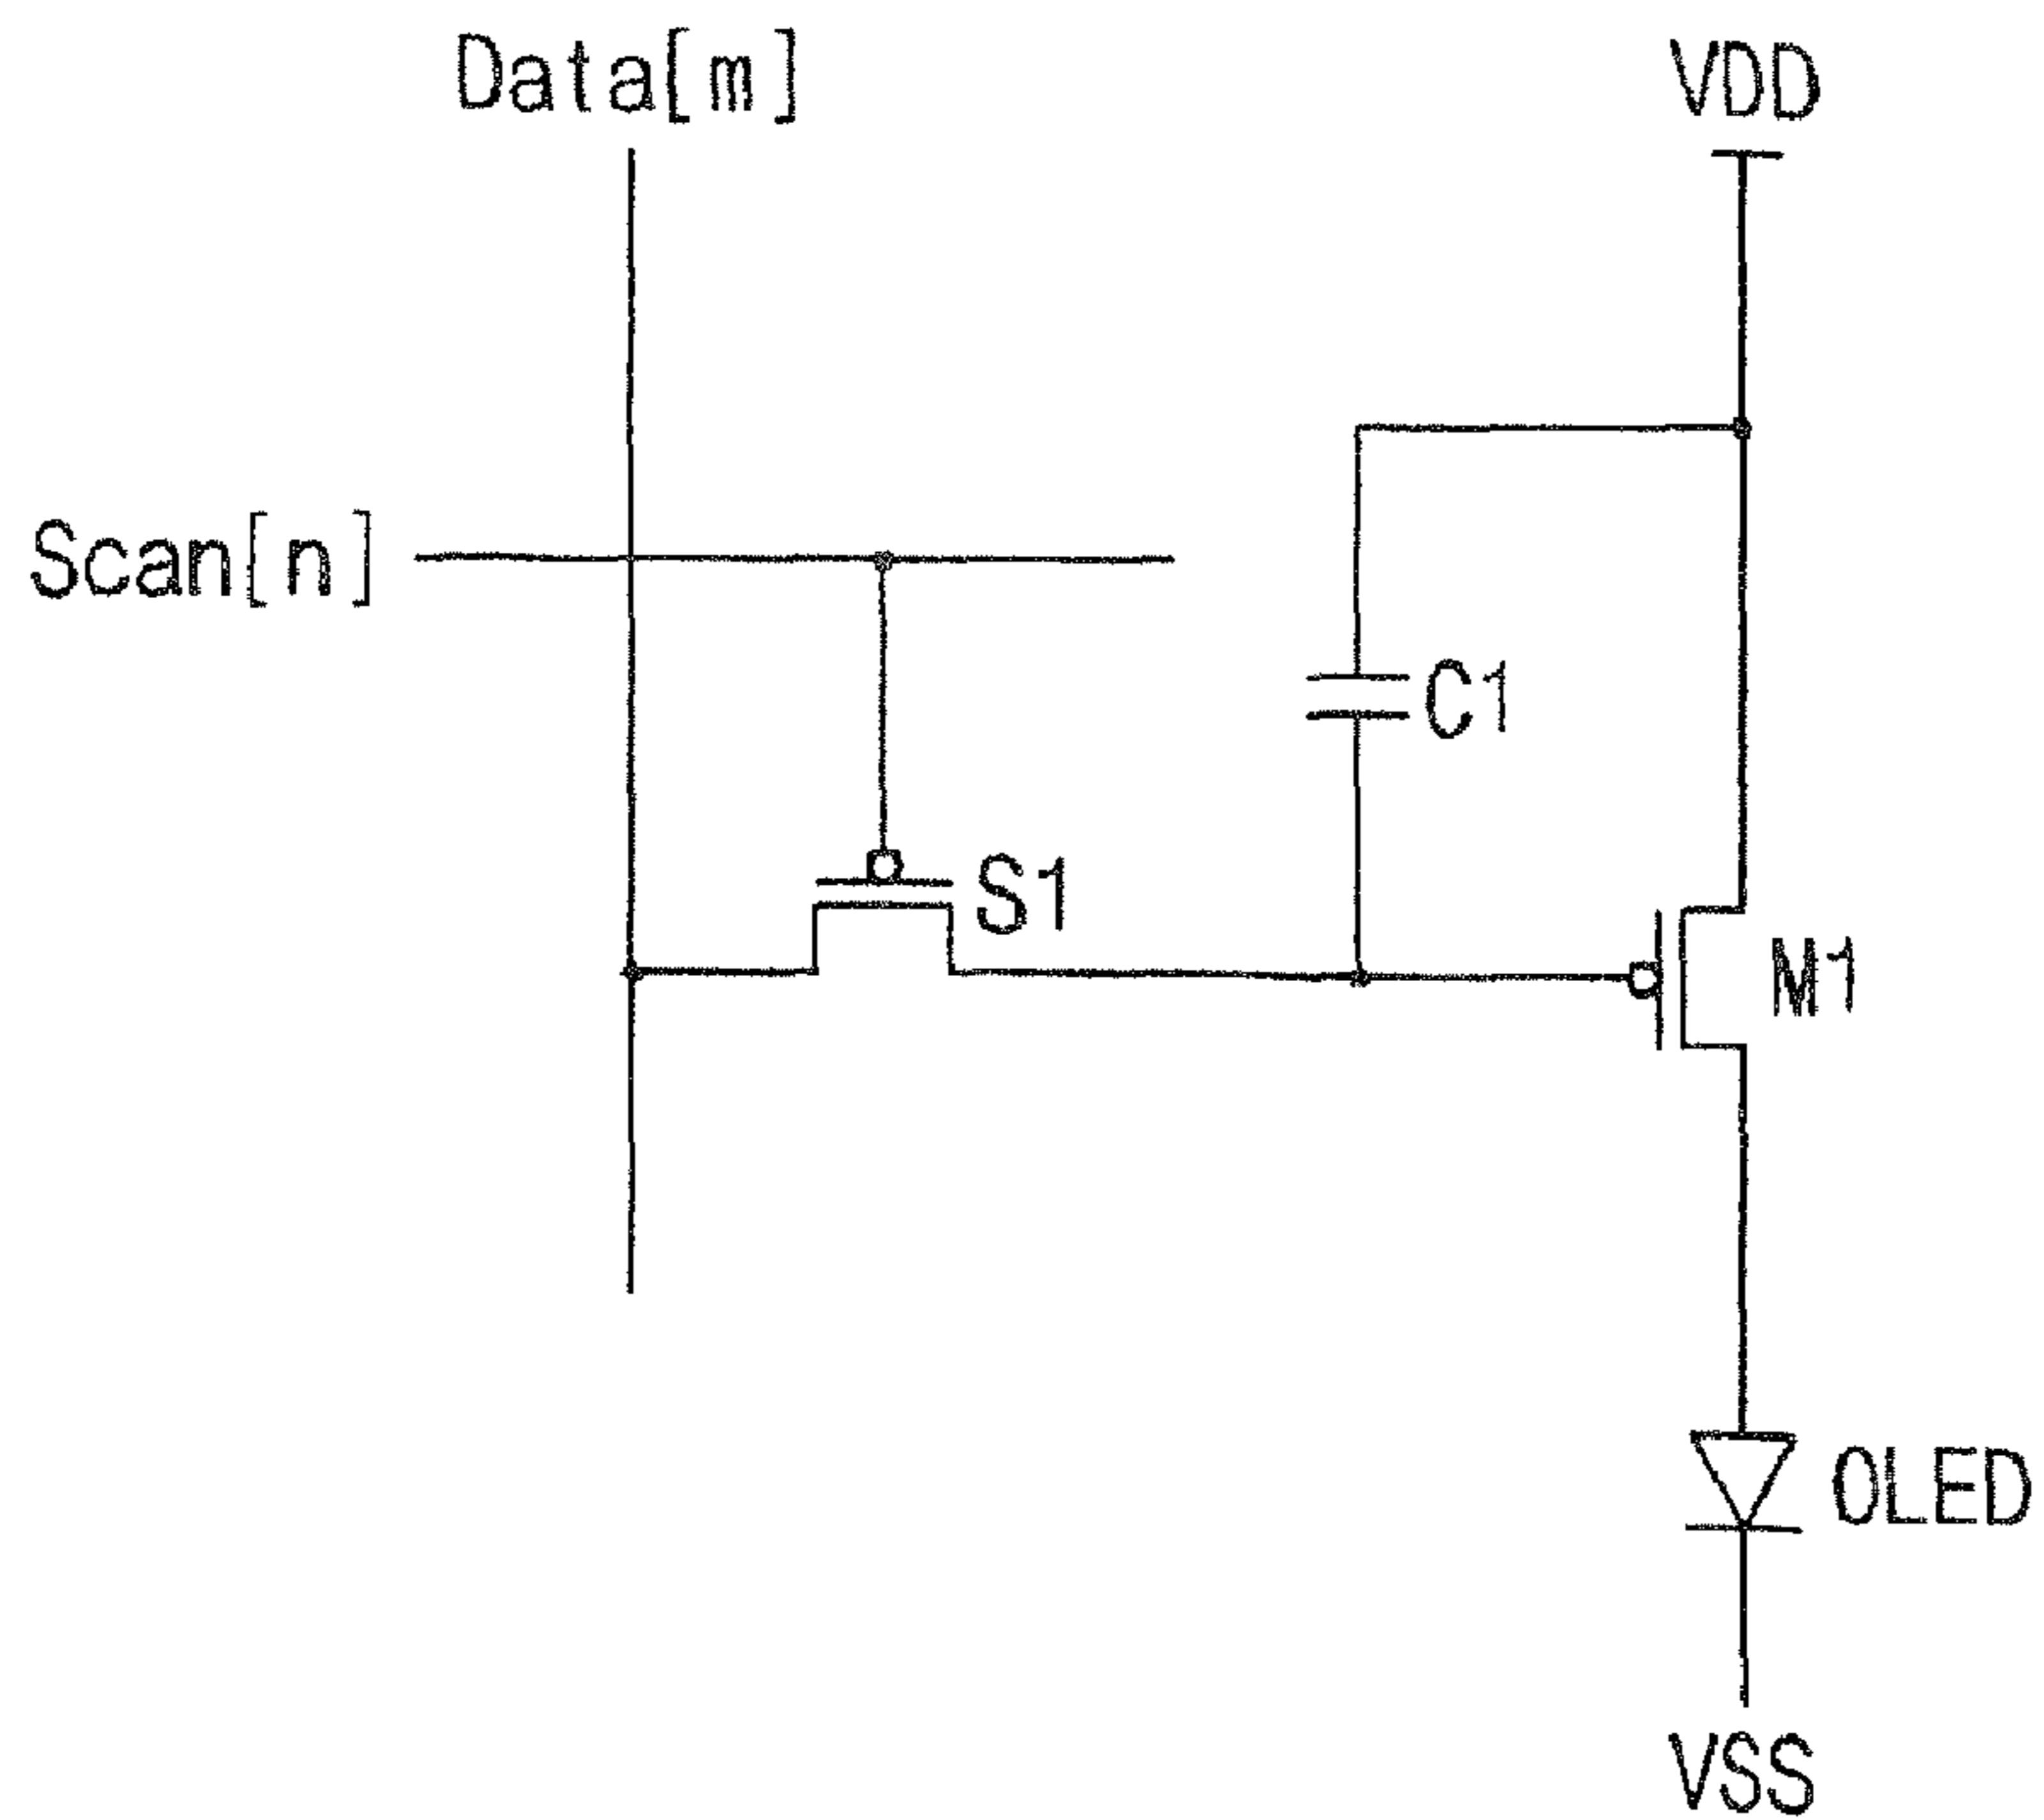 Data[m]
VDD
Scan[n]
C1
S1
M1
OLED
VSS